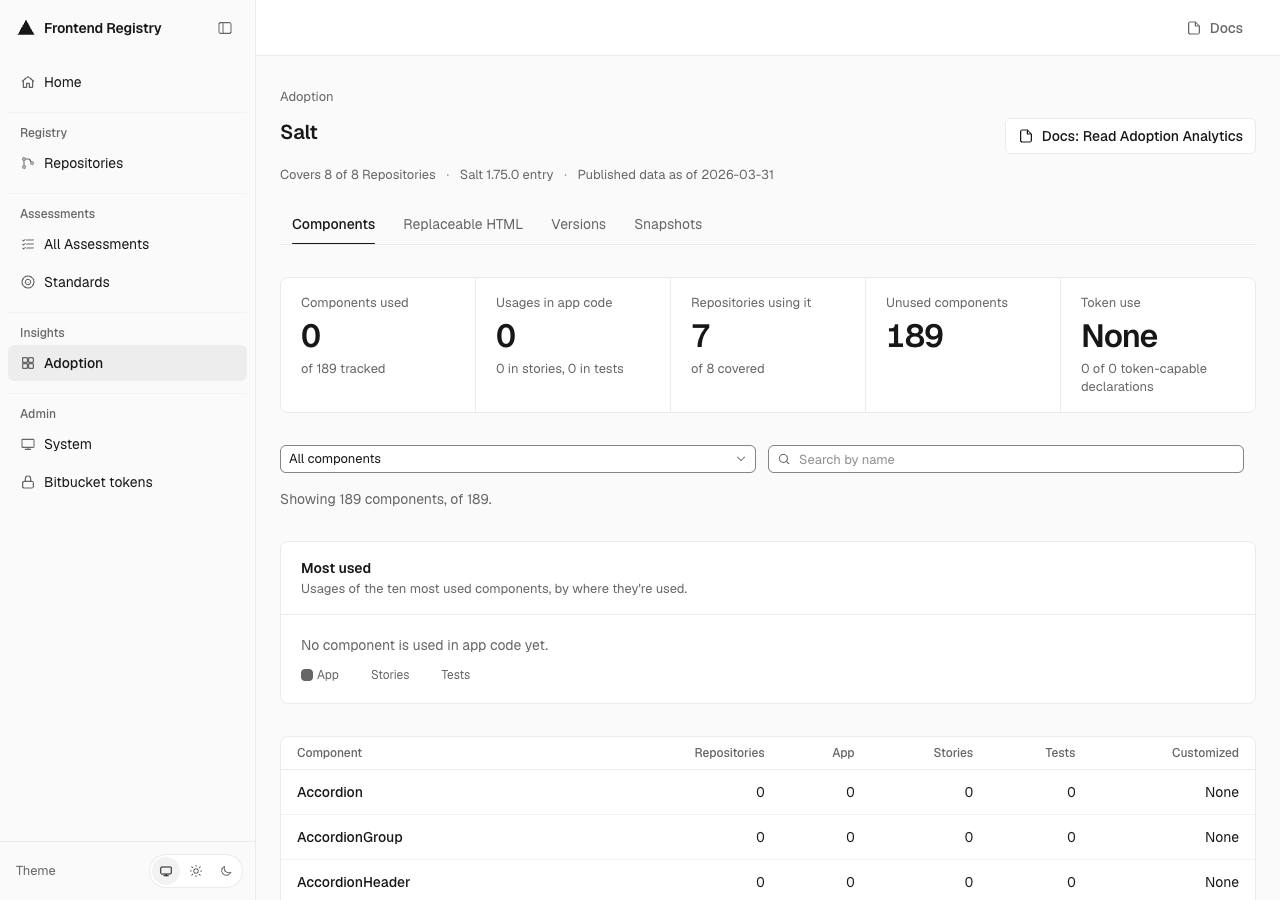 Frontend Registry
Docs
Home
Registry
Repositories
Assessments
All Assessments
Standards
Insights
Adoption
Admin
System
Bitbucket tokens
Theme
Adoption
Salt
Docs: Read Adoption Analytics
Covers 8 of 8 Repositories · Salt 1.75.0 entry · Published data as of 2026-03-31
Components Replaceable HTML Versions Snapshots
Components used
0
of 189 tracked
Usages in app code
0
0 in stories, 0 in tests
Repositories using it
7
of 8 covered
Unused components
189
Token use
None
0 of 0 token-capable
declarations
All components
Search by name
Showing 189 components, of 189.
Most used
Usages of the ten most used components, by where they're used.
No component is used in app code yet.
App Stories Tests
Component Repositories App Stories Tests Customized
Accordion 0 0 0 0 None
AccordionGroup 0 0 0 0 None
AccordionHeader 0 0 0 0 None